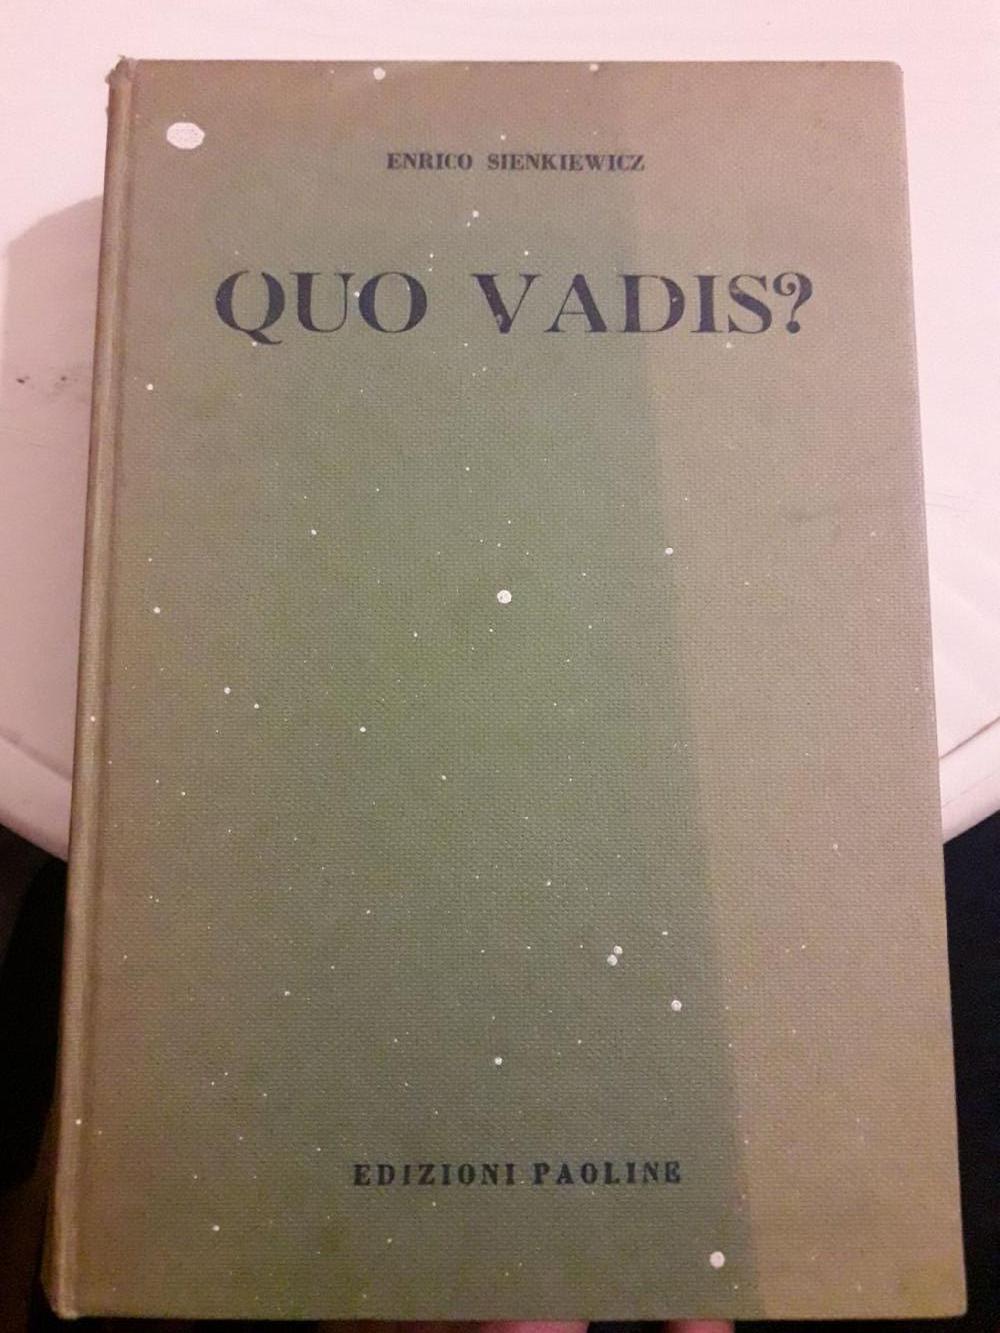 ENRICO SIENKIEWICZ
QUO VADIS?
EDIZIONI PAOLINE